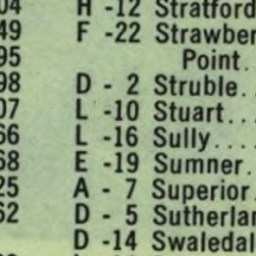 04 H -12 Stratford
49 F -22 Strawber
95 Point.
98 D - 2 Struble..
07 L -10 Stuart...
66 L -16 Sully....
68 E -19 Sumner.
25 A - 7 Superior.
62 D - 5 Sutherlan
D -14 Swaledal